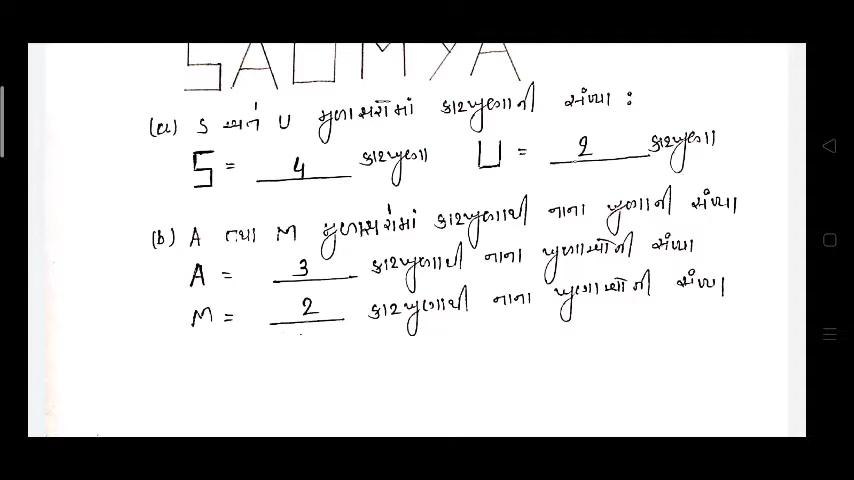 SAUMYA
(a) S અને U મુળાક્ષરોમાં કાટખુણાની સંખ્યા :
S = 4 કાટખુણા U = 2 કાટખુણા
(b) A તથા M મુળાક્ષરોમાં કાટખુણાથી નાના ખુણાની સંખ્યા
A = 3 કાટખુણાથી નાના ખુણાઓની સંખ્યા
M = 2 કાટખુણાથી નાના ખુણાઓની સંખ્યા